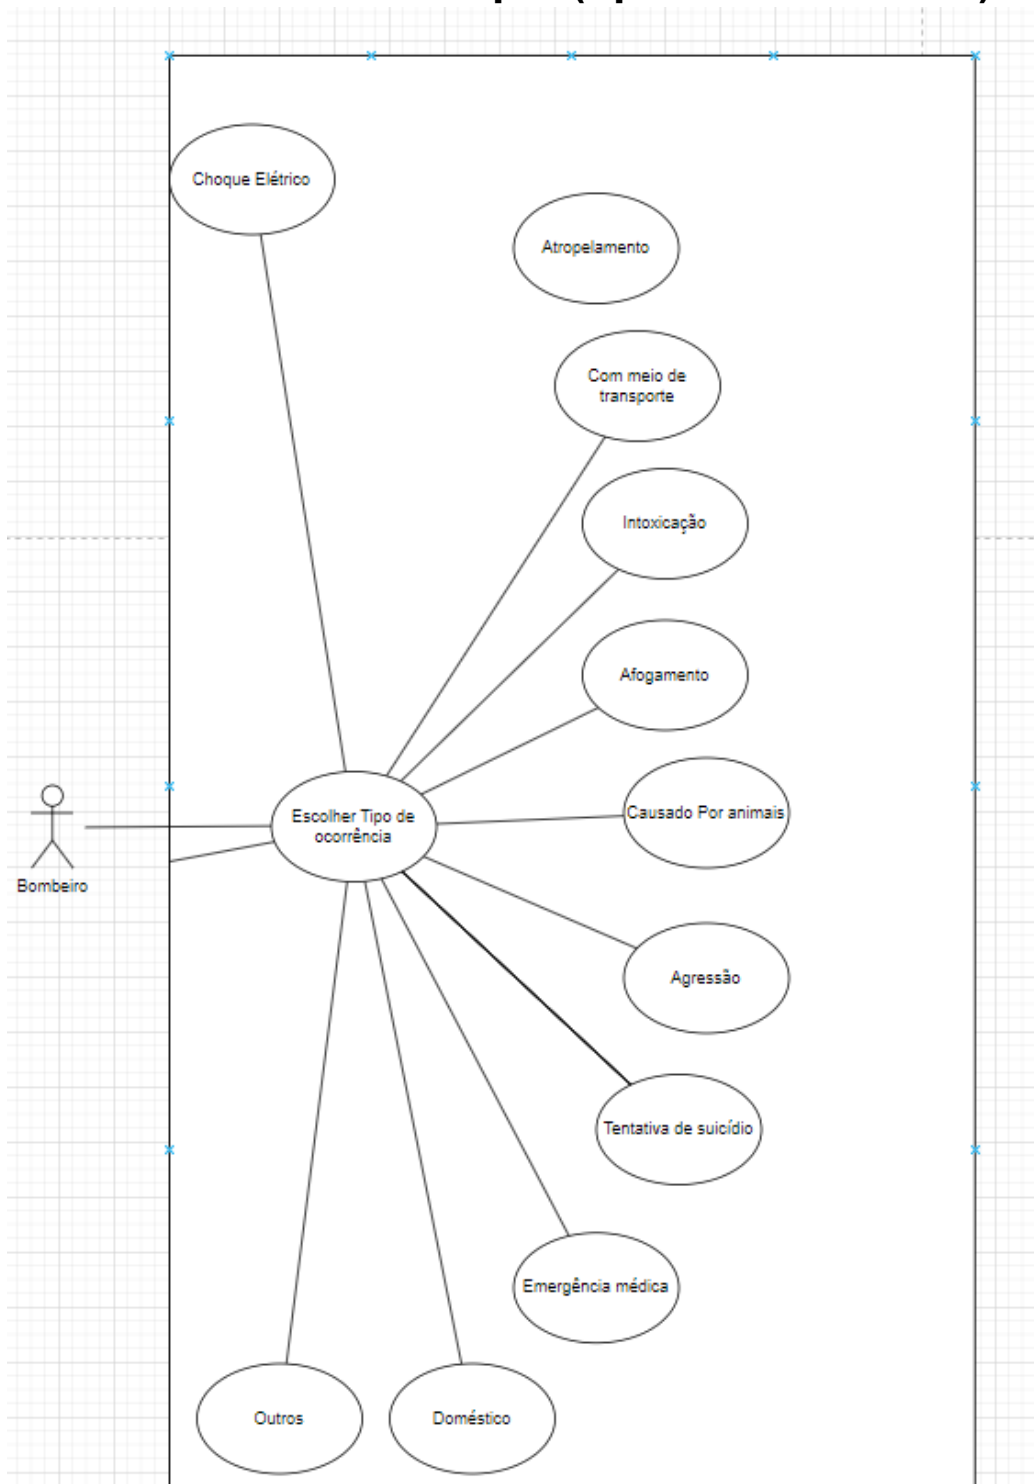 Choque Elétrico
Atropelamento
Com meio de
transporte
Intoxicação
Afogamento
Causado Por animais
Escolher Tipo de
ocorrência
Bombeiro
Agressão
Tentativa de suicídio
Emergência médica
Outros
Doméstico